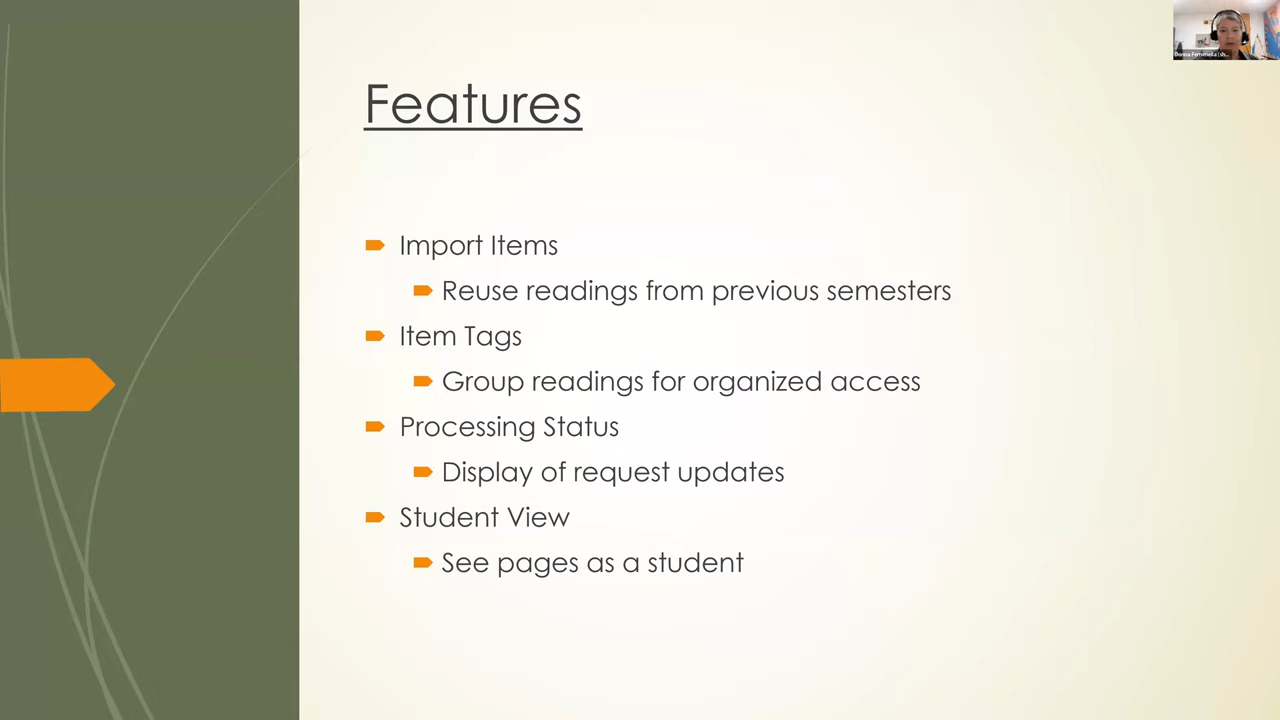 Donna
Features
Import Items
Reuse readings from previous semesters
Item Tags
Group readings for organized access
Processing Status
Display of request updates
Student View
See pages as a student